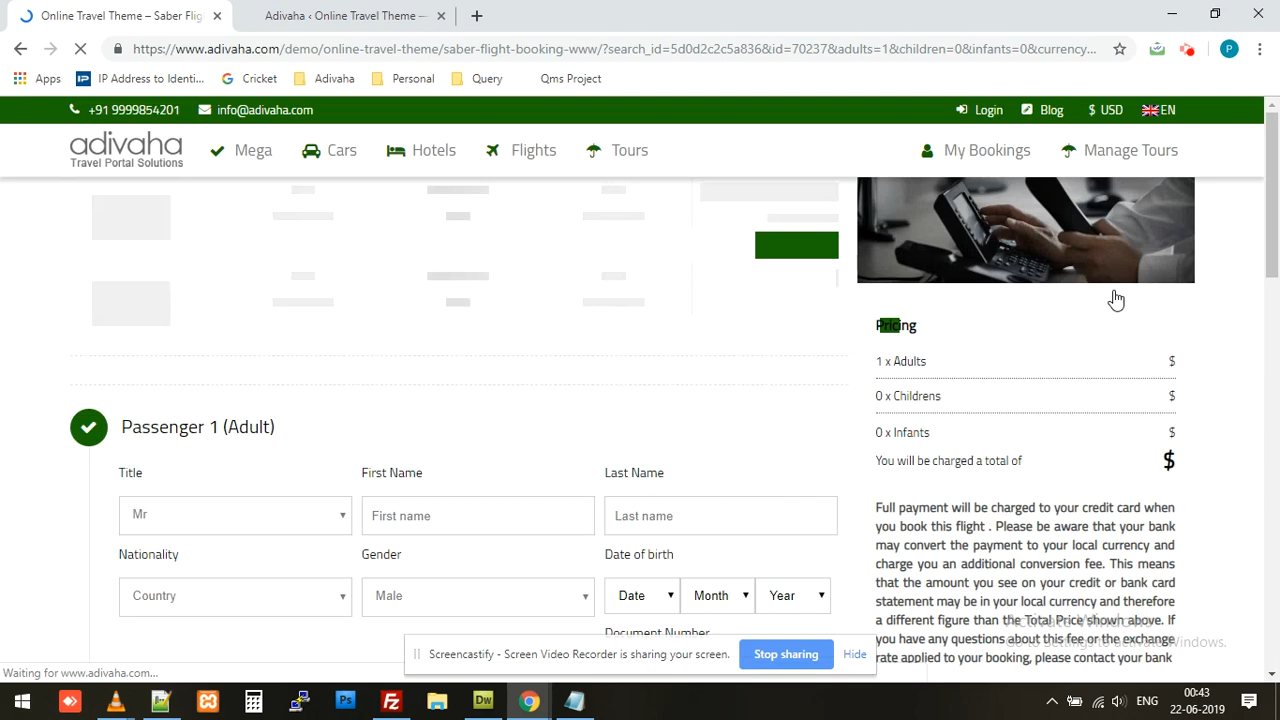 Online Travel Theme – Saber Flig
Adivaha ‹ Online Travel Theme —
https://www.adivaha.com/demo/online-travel-theme/saber-flight-booking-www/?search_id=5d0d2c2c5a836&id=70237&adults=1&children=0&infants=0&currency...
P
Apps
IP Address to Identi...
Cricket
Adivaha
Personal
Query
Qms Project
+91 9999854201
info@adivaha.com
Login
Blog
$ USD
EN
adivaha
Travel Portal Solutions
Mega
Cars
Hotels
Flights
Tours
My Bookings
Manage Tours
Pricing
1 x Adults $
0 x Childrens $
0 x Infants $
You will be charged a total of $
Full payment will be charged to your credit card when
you book this flight . Please be aware that your bank
may convert the payment to your local currency and
charge you an additional conversion fee. This means
that the amount you see on your credit or bank card
statement may be in your local currency and therefore
a different figure than the Total Price shown above. If
you have any questions about this fee or the exchange
rate applied to your booking, please contact your bank
Passenger 1 (Adult)
Title First Name Last Name
Mr First name Last name
Nationality Gender Date of birth
Country Male Date Month Year
Document Number
Activate Windows
Go to Settings to activate Windows.
Screencastify - Screen Video Recorder is sharing your screen. Stop sharing Hide
Waiting for www.adivaha.com...
ENG
00:43
22-06-2019